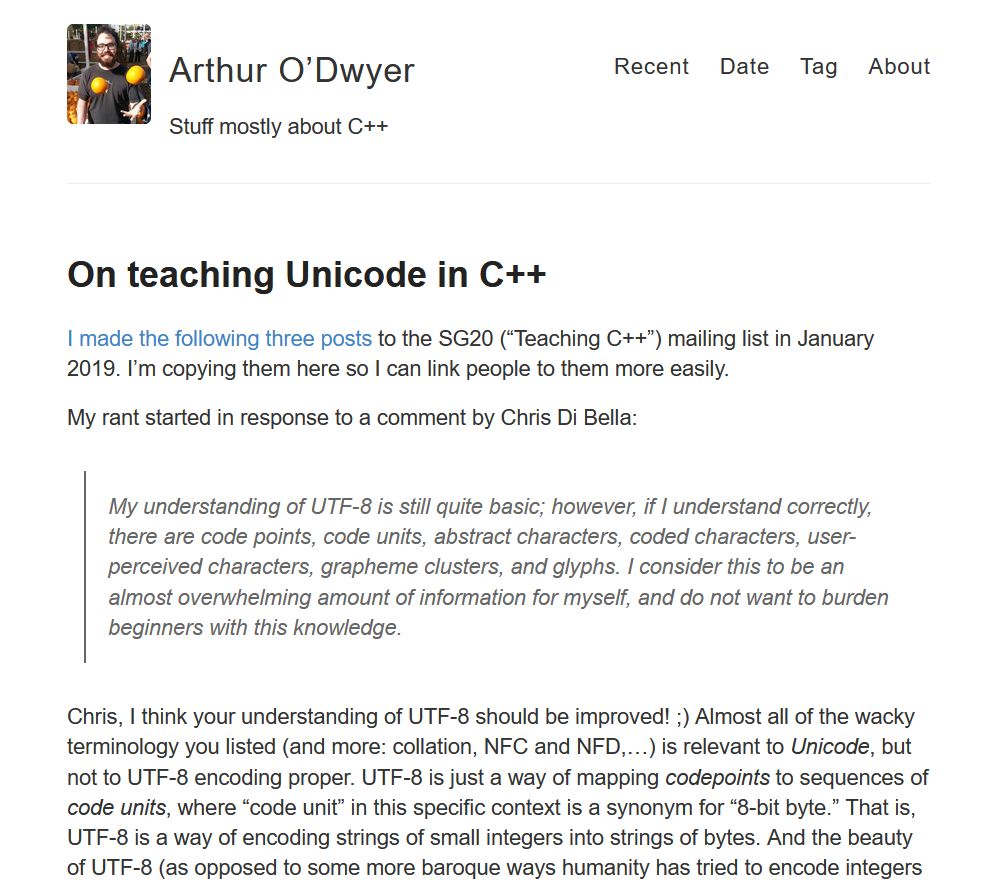 Arthur O’Dwyer
Recent Date Tag About
Stuff mostly about C++
On teaching Unicode in C++
I made the following three posts to the SG20 (“Teaching C++”) mailing list in January
2019. I’m copying them here so I can link people to them more easily.
My rant started in response to a comment by Chris Di Bella:
My understanding of UTF-8 is still quite basic; however, if I understand correctly,
there are code points, code units, abstract characters, coded characters, user-
perceived characters, grapheme clusters, and glyphs. I consider this to be an
almost overwhelming amount of information for myself, and do not want to burden
beginners with this knowledge.
Chris, I think your understanding of UTF-8 should be improved! ;) Almost all of the wacky
terminology you listed (and more: collation, NFC and NFD,…) is relevant to Unicode, but
not to UTF-8 encoding proper. UTF-8 is just a way of mapping codepoints to sequences of
code units, where “code unit” in this specific context is a synonym for “8-bit byte.” That is,
UTF-8 is a way of encoding strings of small integers into strings of bytes. And the beauty
of UTF-8 (as opposed to some more baroque ways humanity has tried to encode integers